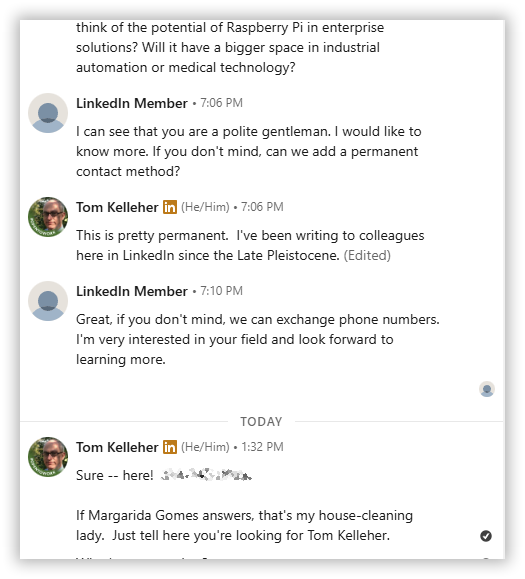 think of the potential of Raspberry Pi in enterprise
solutions? Will it have a bigger space in industrial
automation or medical technology?
LinkedIn Member • 7:06 PM
I can see that you are a polite gentleman. I would like to
know more. If you don't mind, can we add a permanent
contact method?
Tom Kelleher in (He/Him) • 7:06 PM
This is pretty permanent.  I've been writing to colleagues
here in LinkedIn since the Late Pleistocene. (Edited)
LinkedIn Member • 7:10 PM
Great, if you don't mind, we can exchange phone numbers.
I'm very interested in your field and look forward to
learning more.
TODAY
Tom Kelleher in (He/Him) • 1:32 PM
Sure -- here!
If Margarida Gomes answers, that's my house-cleaning
lady.  Just tell here you're looking for Tom Kelleher.